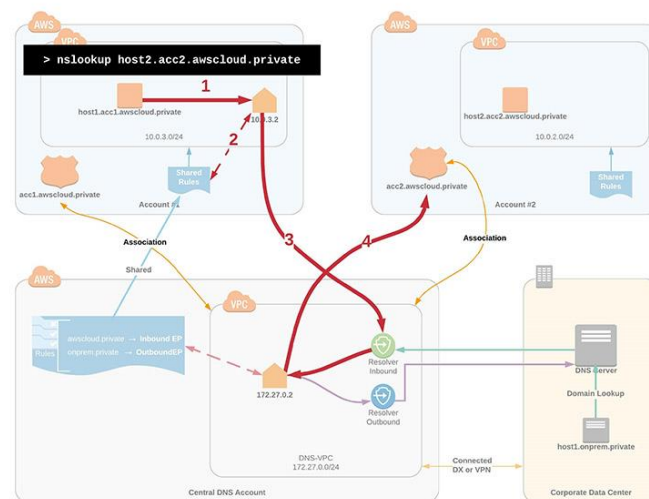 AWS
VPC
> nslookup host2.acc2.awscloud.private
1
host1.acc1.awscloud.private
10.0.3.2
2
10.0.3.0/24
Shared
Rules
acc1.awscloud.private
Account #1
Association
Shared
3
4
AWS
VPC
host2.acc2.awscloud.private
10.0.2.0/24
acc2.awscloud.private
Shared
Rules
Account #2
Association
AWS
VPC
Rules
awscloud.private → Inbound EP
onprem.private → OutboundEP
172.27.0.2
Resolver
Inbound
Resolver
Outbound
DNS-VPC
172.27.0.0/24
Central DNS Account
Connected
DX or VPN
DNS Server
Domain Lookup
host1.onprem.private
Corporate Data Center